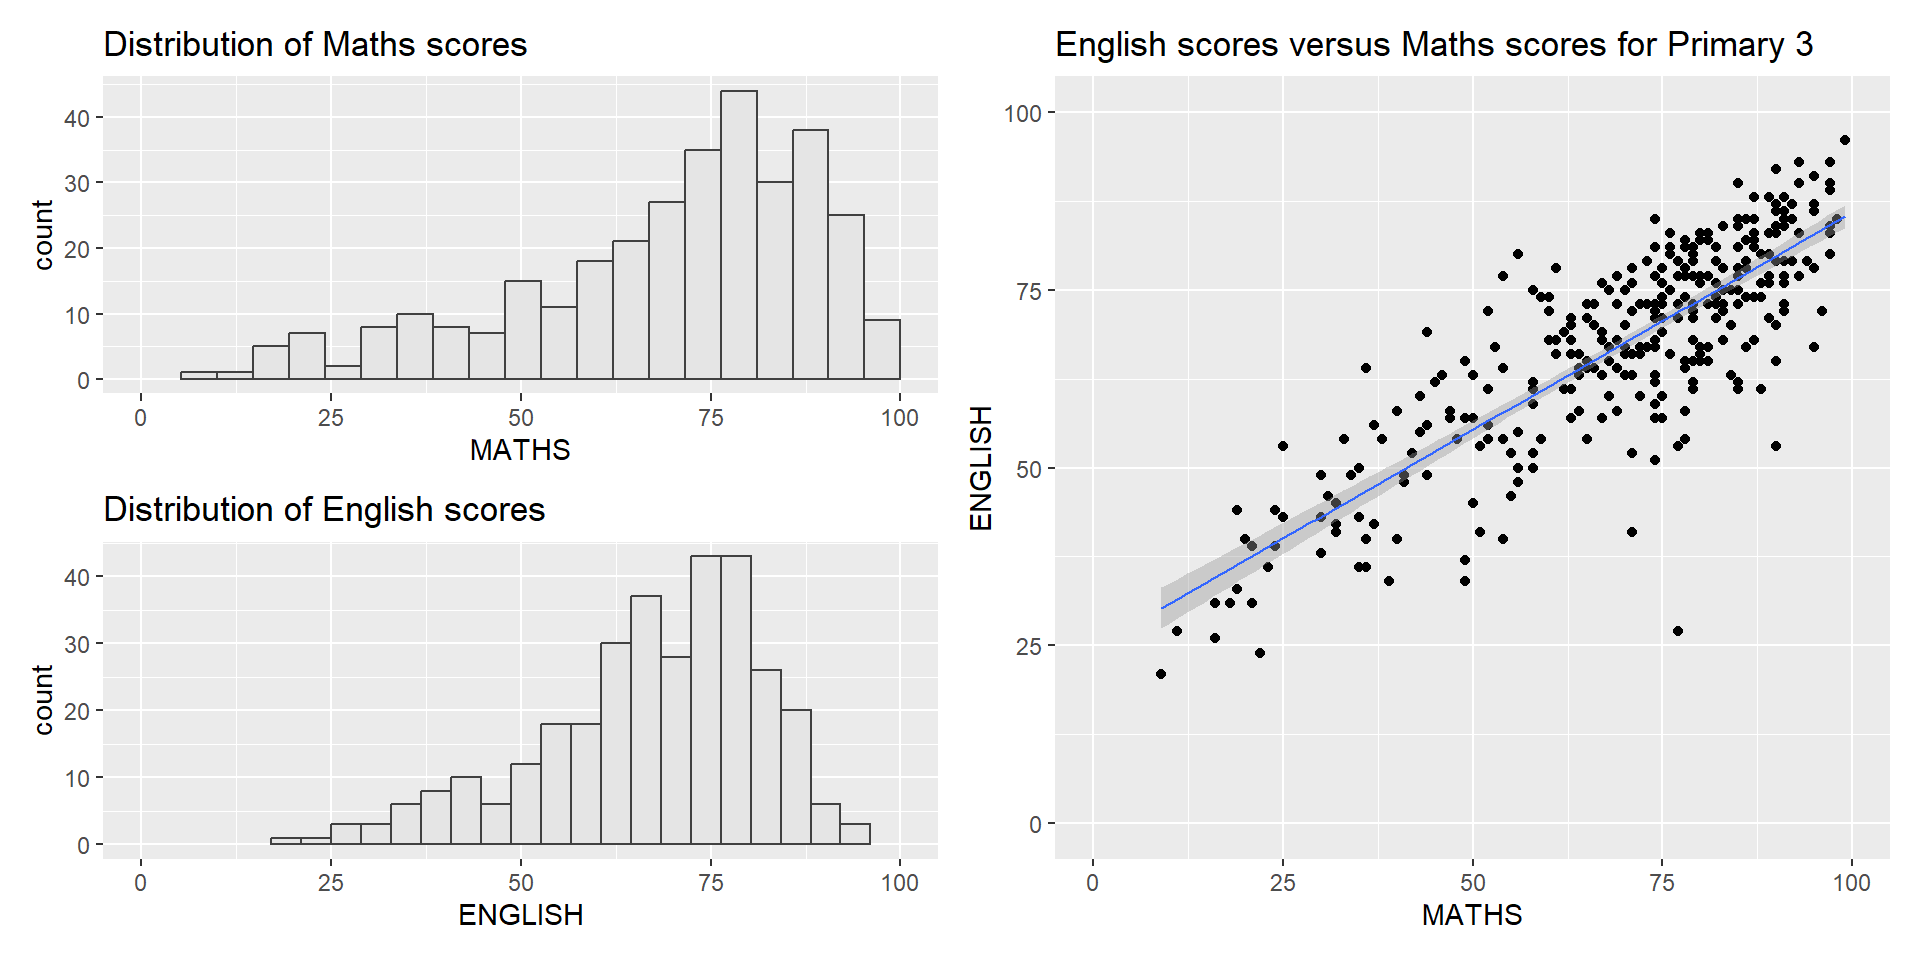 Distribution of Maths scores
count
40
30
20
10
0
0 25 50 75 100
MATHS
Distribution of English scores
count
40
30
20
10
0
0 25 50 75 100
ENGLISH
English scores versus Maths scores for Primary 3
ENGLISH
100
75
50
25
0
0 25 50 75 100
MATHS